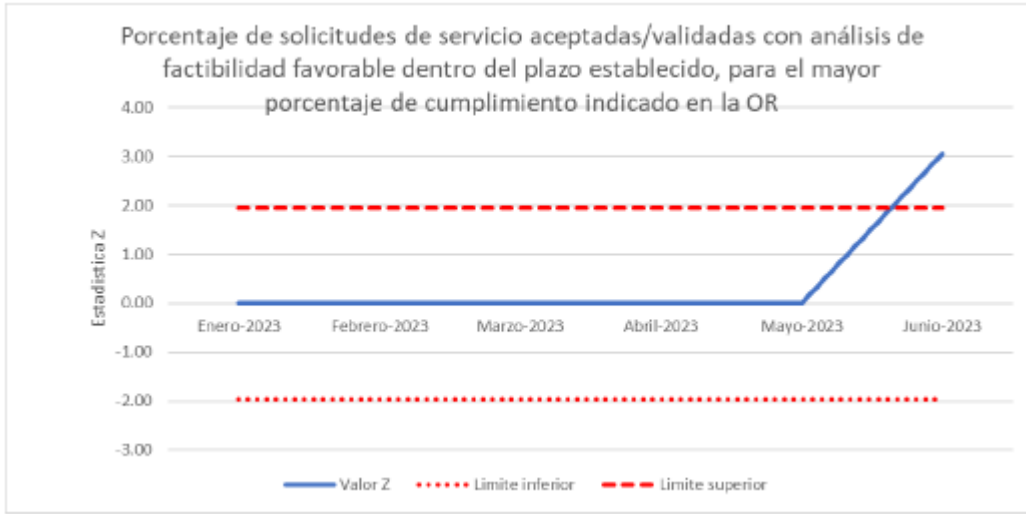 Porcentaje de solicitudes de servicio aceptadas/validadas con análisis de
factibilidad favorable dentro del plazo establecido, para el mayor
porcentaje de cumplimiento indicado en la OR
4.00
3.00
2.00
1.00
0.00
-1.00
-2.00
-3.00
Estadistica Z
Enero-2023 Febrero-2023 Marzo-2023 Abril-2023 Mayo-2023 Junio-2023
Valor Z Limite inferior Limite superior